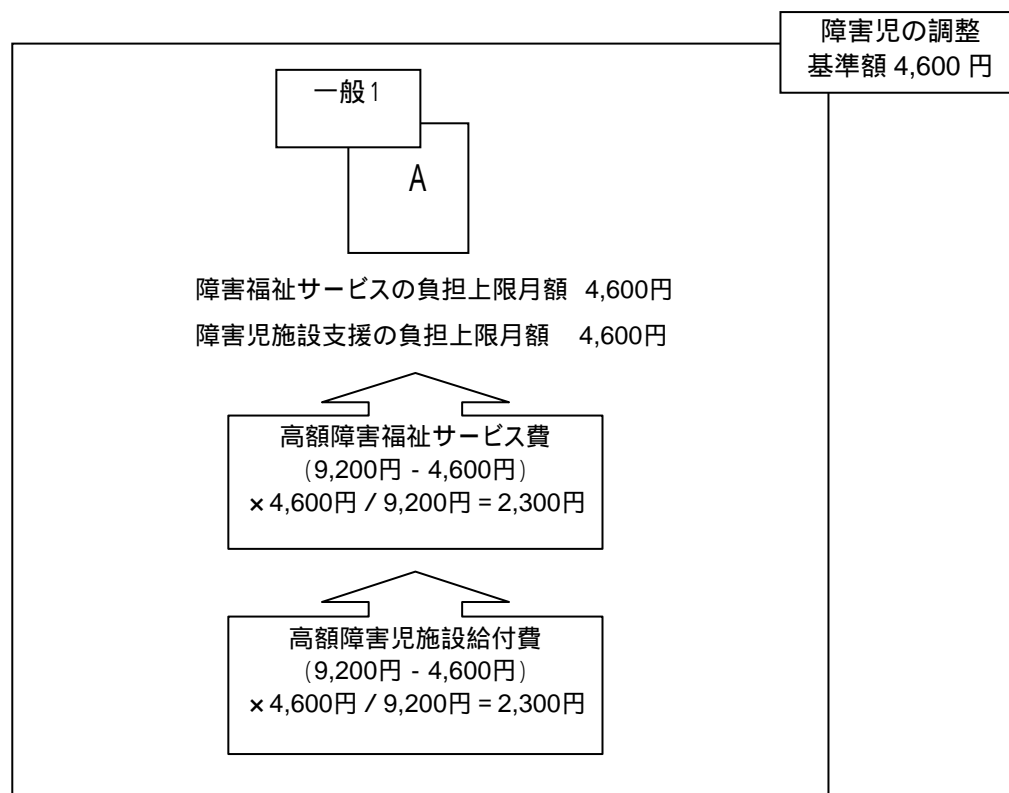 障害児の調整
基準額 4,600 円
一般1
A
障害福祉サービスの負担上限月額 4,600円
障害児施設支援の負担上限月額 4,600円
高額障害福祉サービス費
(9,200円 - 4,600円)
×4,600円 / 9,200円 = 2,300円
高額障害児施設給付費
(9,200円 - 4,600円)
×4,600円 / 9,200円 = 2,300円